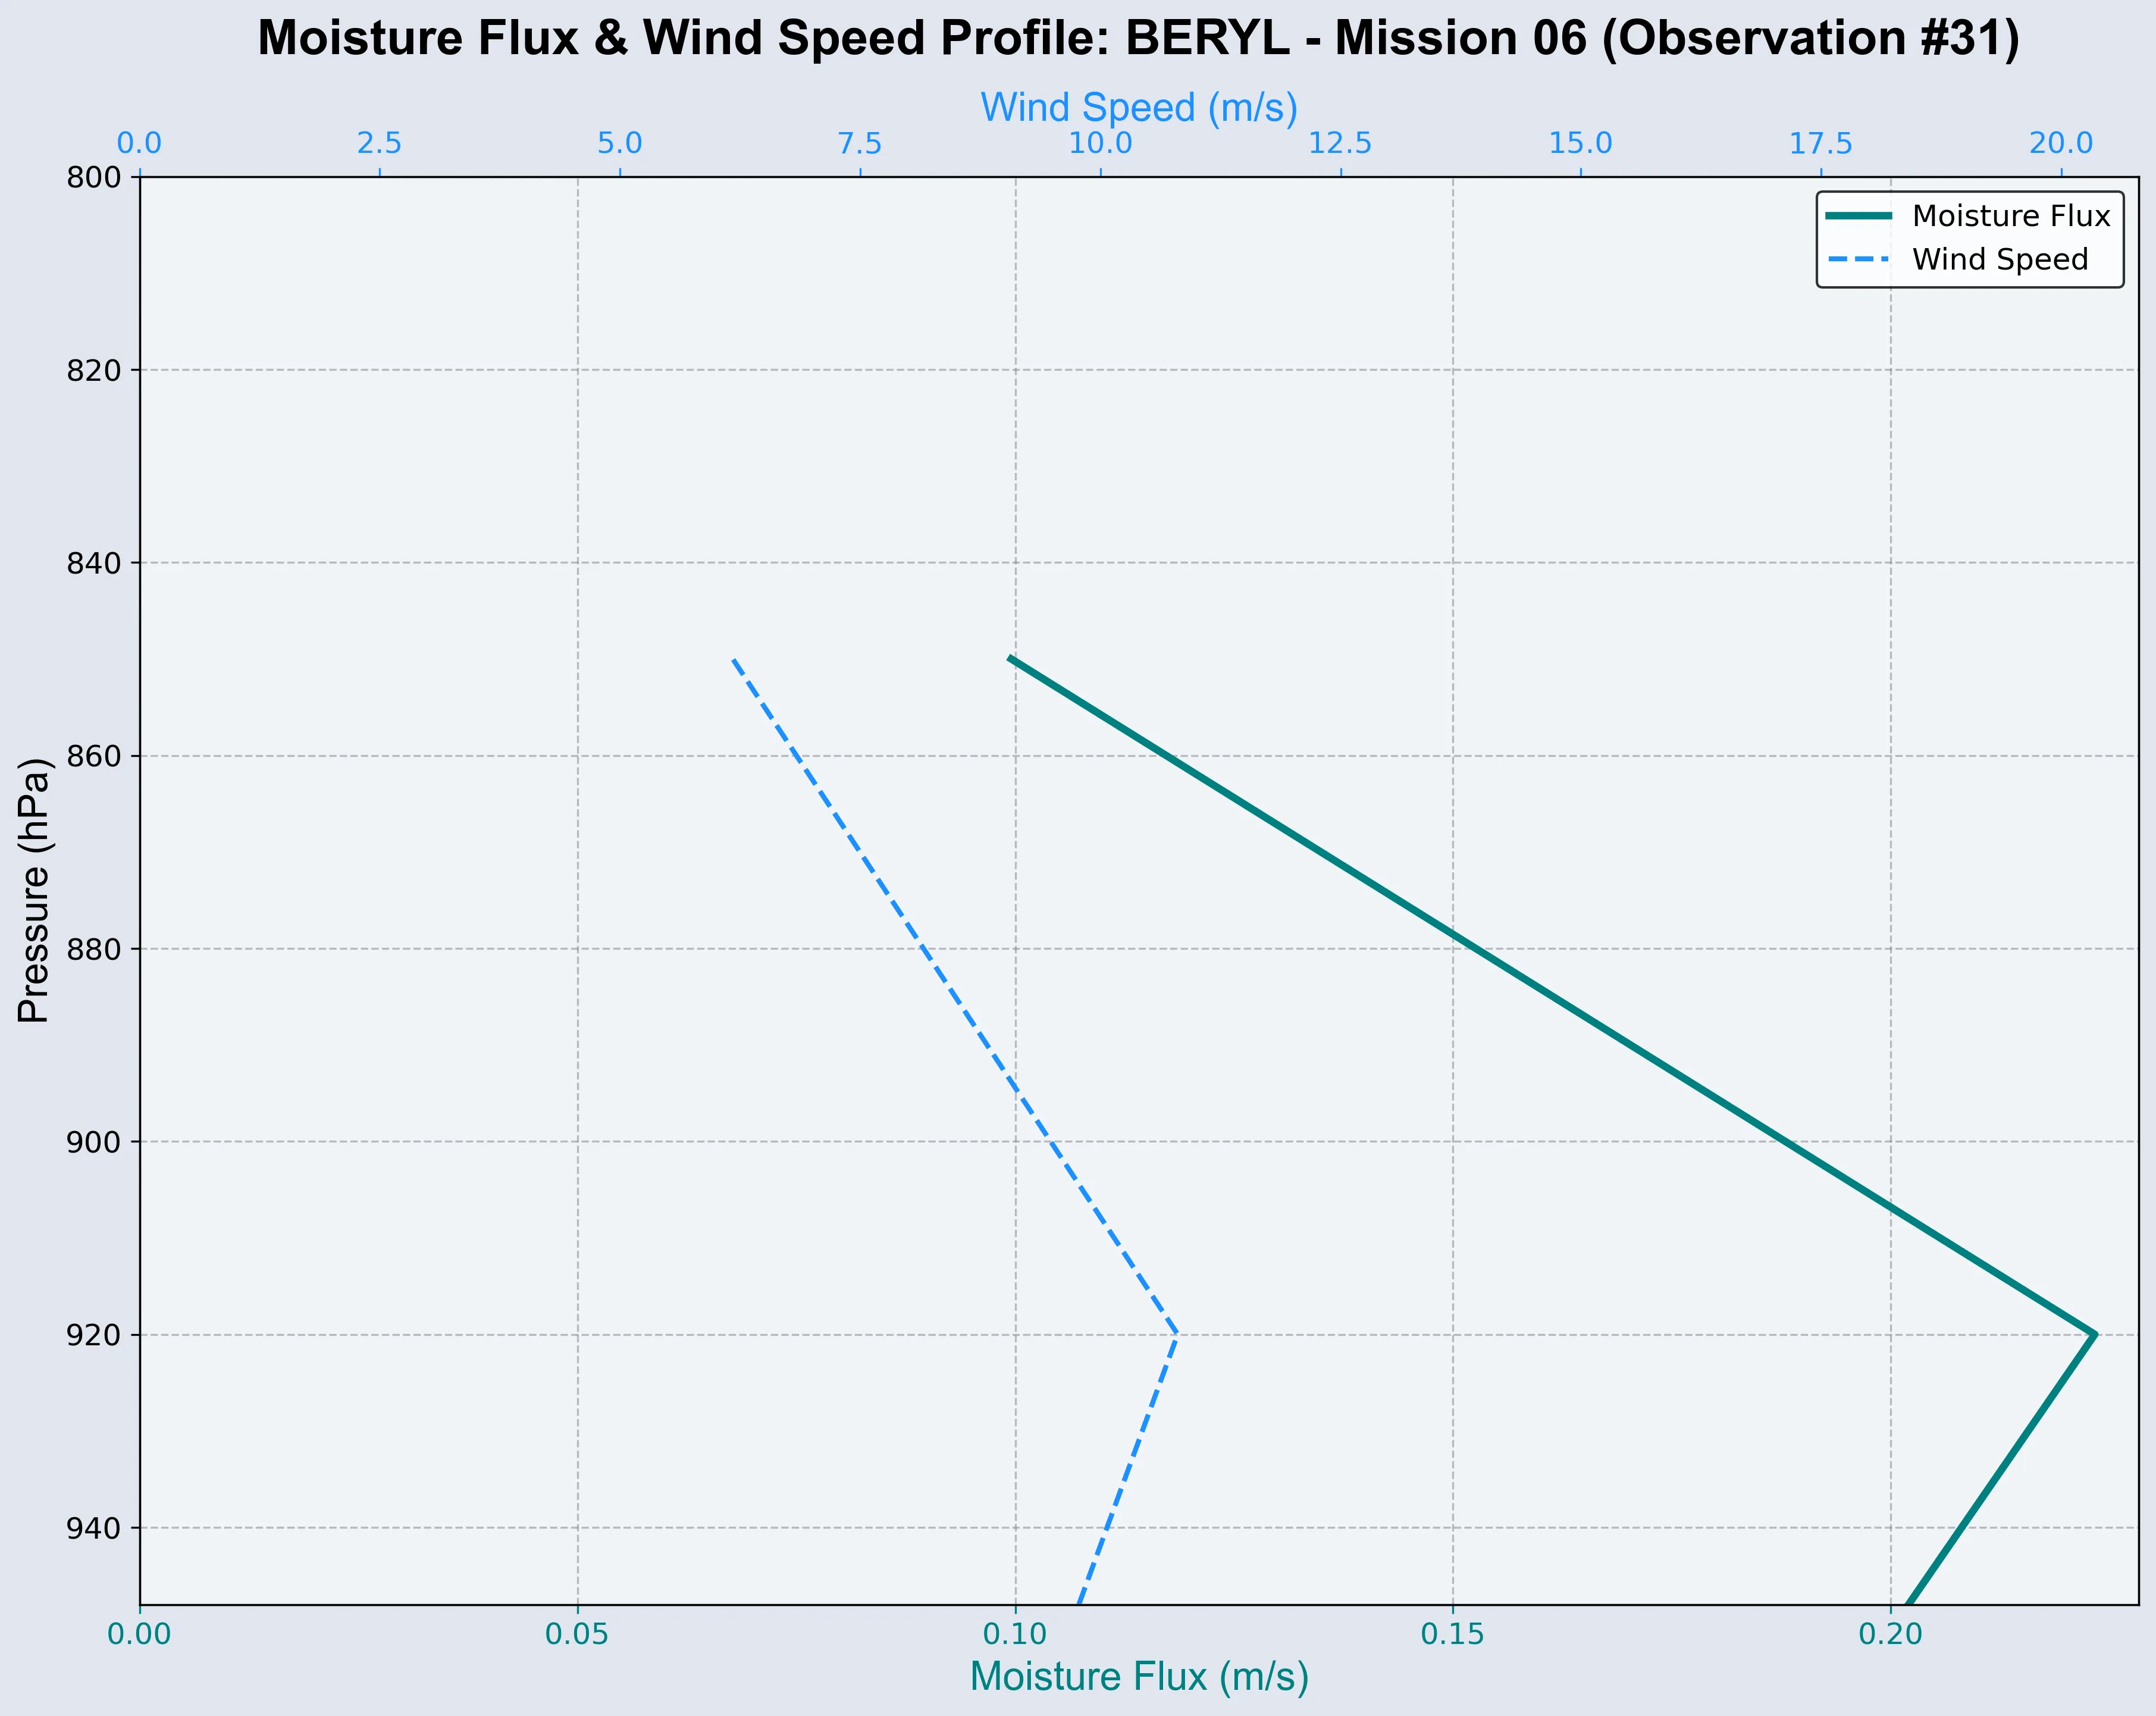 Moisture Flux & Wind Speed Profile: BERYL - Mission 06 (Observation #31)
Wind Speed (m/s)
0.0 2.5 5.0 7.5 10.0 12.5 15.0 17.5 20.0
Moisture Flux
Wind Speed
800
820
840
860
880
900
920
940
Pressure (hPa)
0.00 0.05 0.10 0.15 0.20
Moisture Flux (m/s)